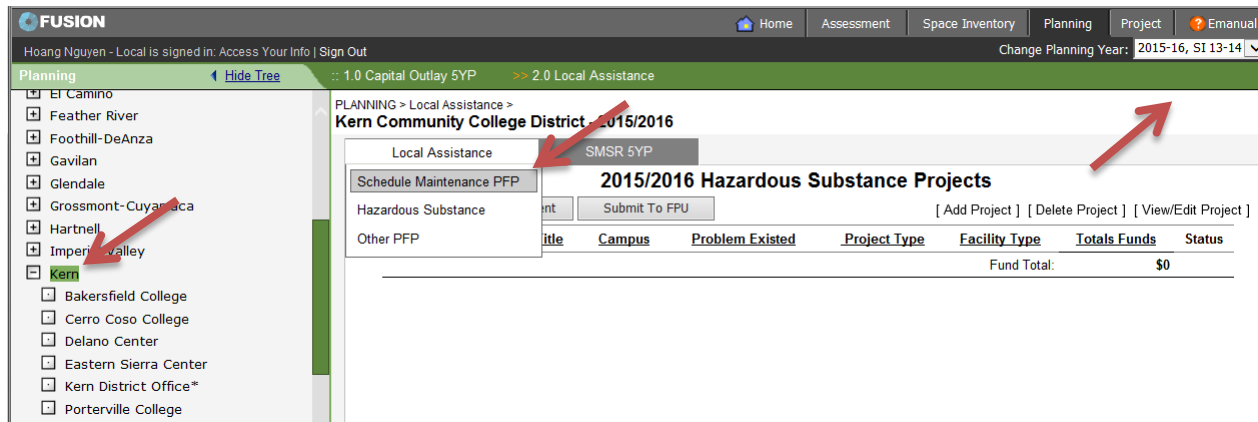 FUSION
Home Assessment Space Inventory Planning Project Emanual
Hoang Nguyen - Local is signed in: Access Your Info | Sign Out Change Planning Year: 2015-16, SI 13-14
Planning Hide Tree :: 1.0 Capital Outlay 5YP >> 2.0 Local Assistance
El Camino
Feather River
Foothill-DeAnza
Gavilan
Glendale
Grossmont-Cuyamaca
Hartnell
Imperial Valley
Kern
Bakersfield College
Cerro Coso College
Delano Center
Eastern Sierra Center
Kern District Office*
Porterville College
PLANNING > Local Assistance >
Kern Community College District - 2015/2016
Local Assistance SMSR 5YP
Schedule Maintenance PFP
Hazardous Substance
Other PFP
2015/2016 Hazardous Substance Projects
ent Submit To FPU [ Add Project ] [ Delete Project ] [ View/Edit Project ]
itle Campus Problem Existed Project Type Facility Type Totals Funds Status
Fund Total: $0